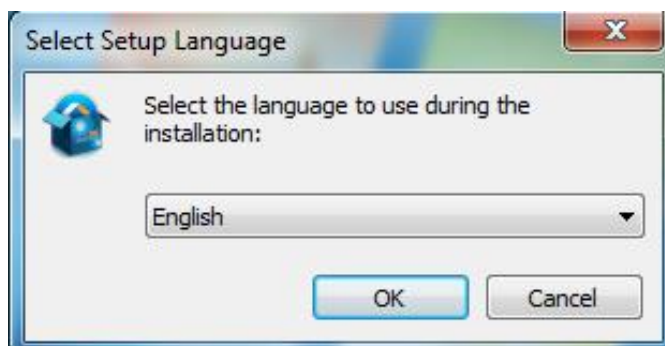 Select Setup Language
Select the language to use during the
installation:
English
OK
Cancel